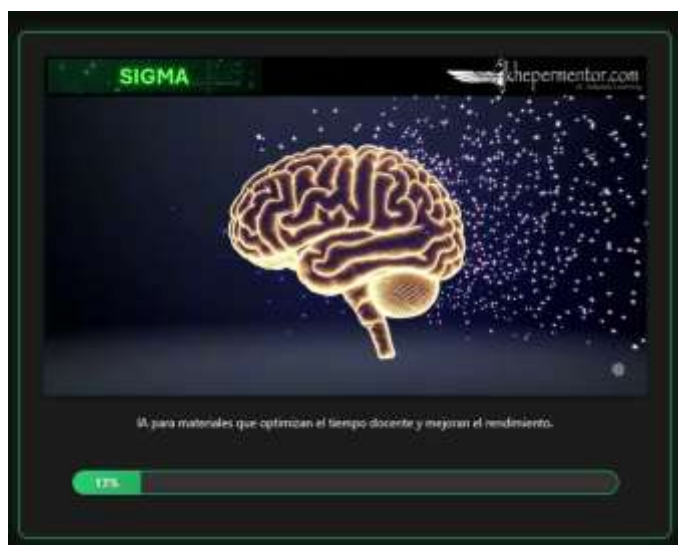 SIGMA
khepermentor.com
IA para materiales que optimizan el tiempo docente y mejoran el rendimiento.
13%